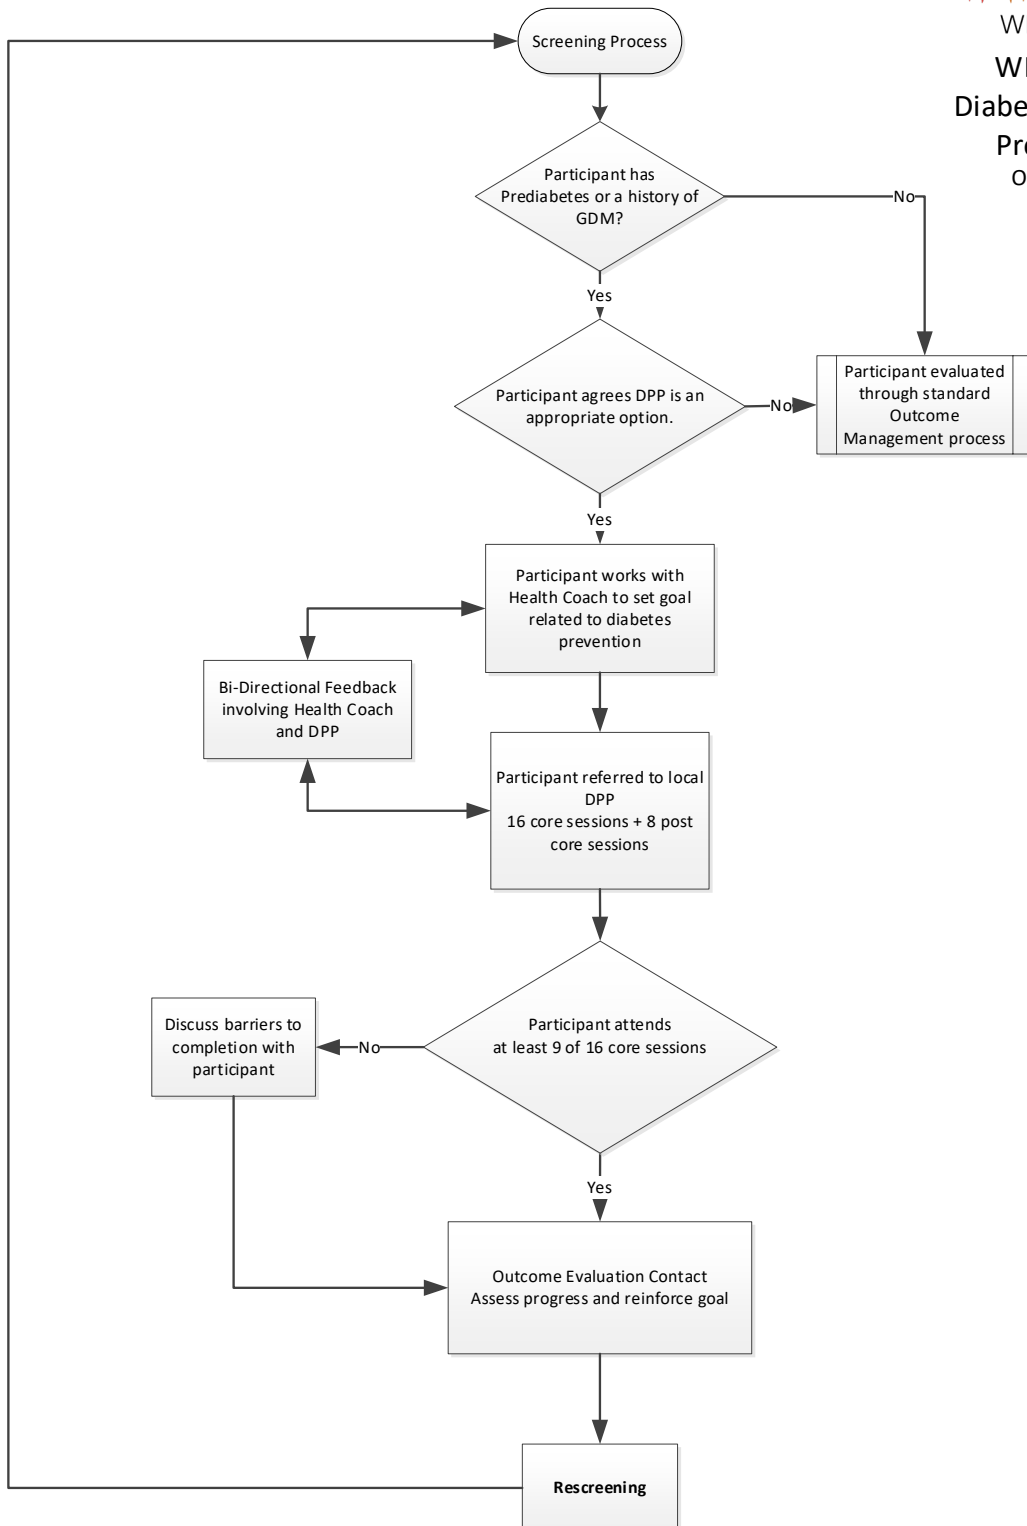 Screening Process
Participant has
Prediabetes or a history of
GDM?
No
Yes
Participant agrees DPP is an
appropriate option.
No
Participant evaluated
through standard
Outcome
Management process
Yes
Participant works with
Health Coach to set goal
related to diabetes
prevention
Bi-Directional Feedback
involving Health Coach
and DPP
Participant referred to local
DPP
16 core sessions + 8 post
core sessions
Participant attends
at least 9 of 16 core sessions
No
Discuss barriers to
completion with
participant
Yes
Outcome Evaluation Contact
Assess progress and reinforce goal
Rescreening